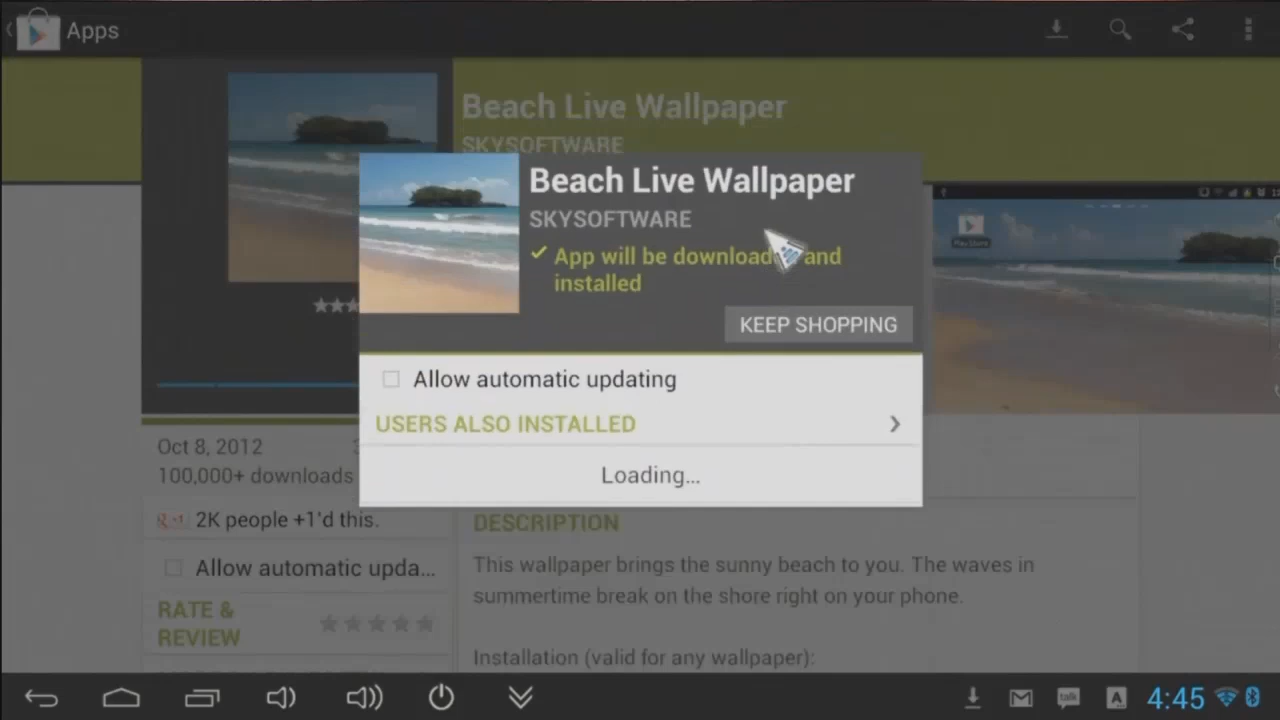 Apps
Beach Live Wallpaper
SKYSOFTWARE
Beach Live Wallpaper
SKYSOFTWARE
App will be downloaded and
installed
KEEP SHOPPING
Allow automatic updating
USERS ALSO INSTALLED
Loading...
Oct 8, 2012
100,000+ downloads
2K people +1'd this.
Allow automatic upda...
RATE &
REVIEW
DESCRIPTION
This wallpaper brings the sunny beach to you. The waves in
summertime break on the shore right on your phone.
Installation (valid for any wallpaper):
talk
A
4:45